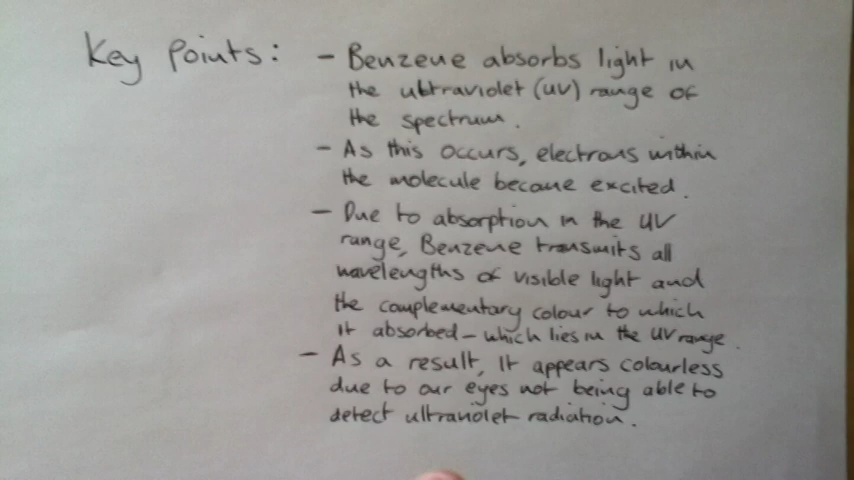 Key Points: - Benzene absorbs light in
the ultraviolet (UV) range of
the spectrum.
- As this occurs, electrons within
the molecule become excited.
- Due to absorption in the UV
range, Benzene transmits all
wavelengths of visible light and
the complementary colour to which
it absorbed - which lies in the UV range.
- As a result, it appears colourless
due to our eyes not being able to
detect ultraviolet radiation.